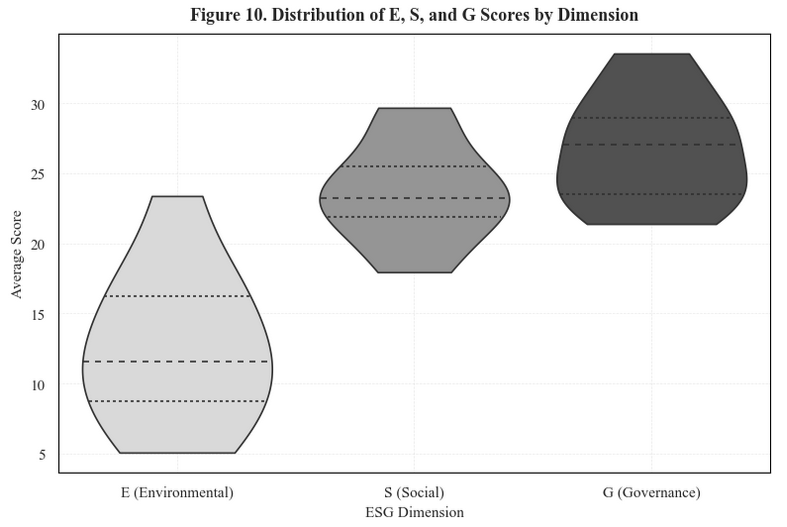 Figure 10. Distribution of E, S, and G Scores by Dimension
30
25
20
15
10
5
Average Score
E (Environmental)
S (Social)
G (Governance)
ESG Dimension